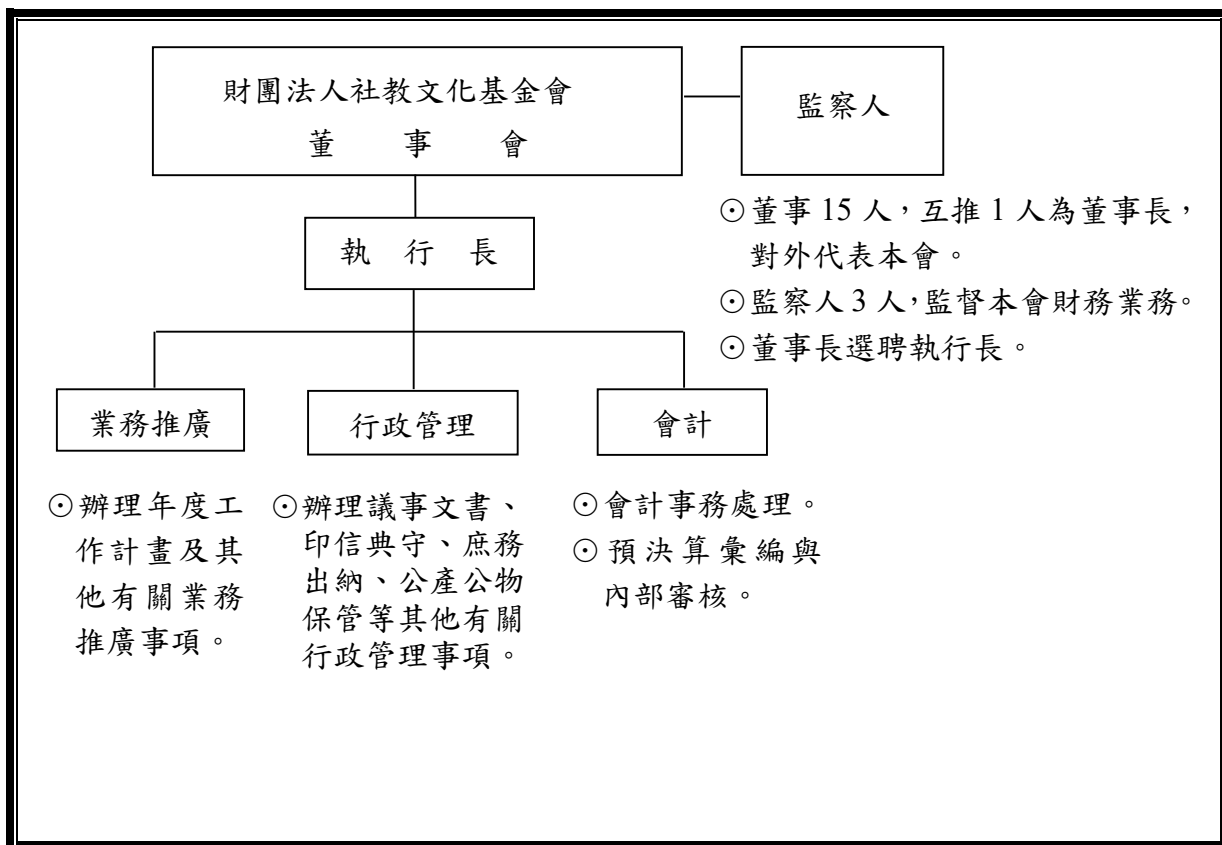 財團法人社教文化基金會
董事會
監察人
⊙董事 15 人，互推 1 人為董事長，
對外代表本會。
⊙監察人 3 人，監督本會財務業務。
⊙董事長選聘執行長。
執行長
業務推廣
行政管理
會計
⊙辦理年度工
作計畫及其
他有關業務
推廣事項。
⊙辦理議事文書、
印信典守、庶務
出納、公產公物
保管等其他有關
行政管理事項。
⊙會計事務處理。
⊙預決算彙編與
內部審核。